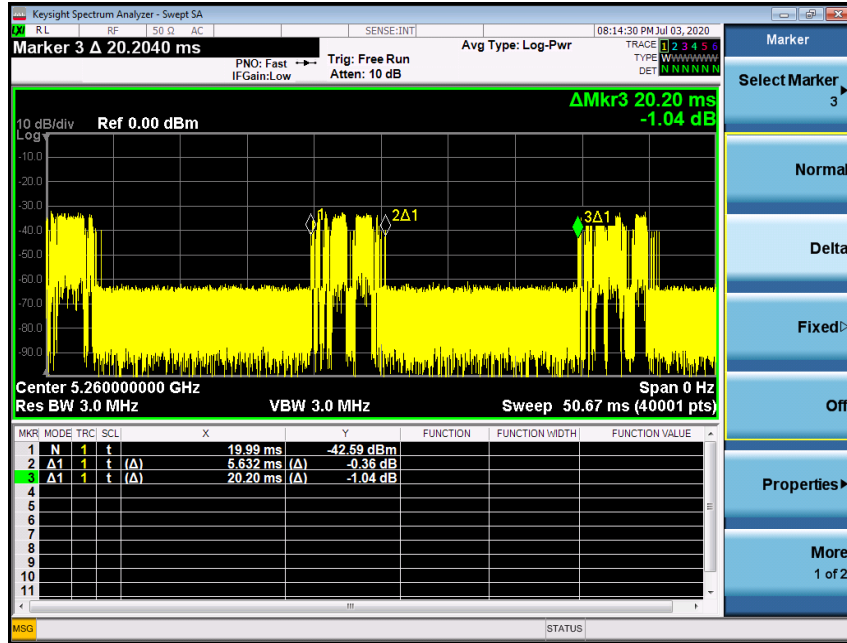 Keysight Spectrum Analyzer - Swept SA
LXI RL RF 50 Ω AC SENSE:INT 08:14:30 PM Jul 03, 2020
Marker 3 Δ 20.2040 ms
PNO: Fast
IFGain:Low
Trig: Free Run
Atten: 10 dB
Avg Type: Log-Pwr
TRACE 1 2 3 4 5 6
TYPE WWWWWW
DET N N N N N N
ΔMkr3 20.20 ms
-1.04 dB
10 dB/div Ref 0.00 dBm
Log
-10.0
-20.0
-30.0
-40.0
-50.0
-60.0
-70.0
-80.0
-90.0
1
2Δ1
3Δ1
Center 5.260000000 GHz Span 0 Hz
Res BW 3.0 MHz VBW 3.0 MHz Sweep 50.67 ms (40001 pts)
MKR MODE TRC SCL X Y FUNCTION FUNCTION WIDTH FUNCTION VALUE
1 N 1 t 19.99 ms -42.59 dBm
2 Δ1 1 t (Δ) 5.632 ms (Δ) -0.36 dB
3 Δ1 1 t (Δ) 20.20 ms (Δ) -1.04 dB
4
5
6
7
8
9
10
11
MSG STATUS
Marker
Select Marker
3
Normal
Delta
Fixed
Off
Properties
More
1 of 2